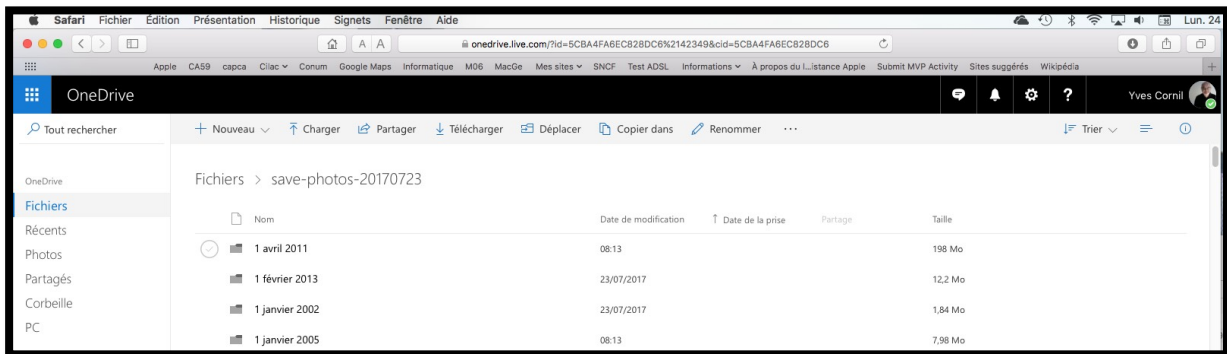 Safari Fichier Édition Présentation Historique Signets Fenêtre Aide Lun. 24
A A onedrive.live.com/?id=5CBA4FA6EC828DC6%2142349&cid=5CBA4FA6EC828DC6
Apple CA59 capca Cilac Conum Google Maps Informatique M06 MacGe Mes sites SNCF Test ADSL Informations À propos du l...istance Apple Submit MVP Activity Sites suggérés Wikipédia
OneDrive ? Yves Cornil
Tout rechercher + Nouveau Charger Partager Télécharger Déplacer Copier dans Renommer ... Trier
OneDrive
Fichiers > save-photos-20170723
Fichiers
Nom Date de modification ↑ Date de la prise Partage Taille
Récents
1 avril 2011 08:13 198 Mo
Photos
Partagés
1 février 2013 23/07/2017 12,2 Mo
Corbeille
1 janvier 2002 23/07/2017 1,84 Mo
PC
1 janvier 2005 08:13 7,98 Mo